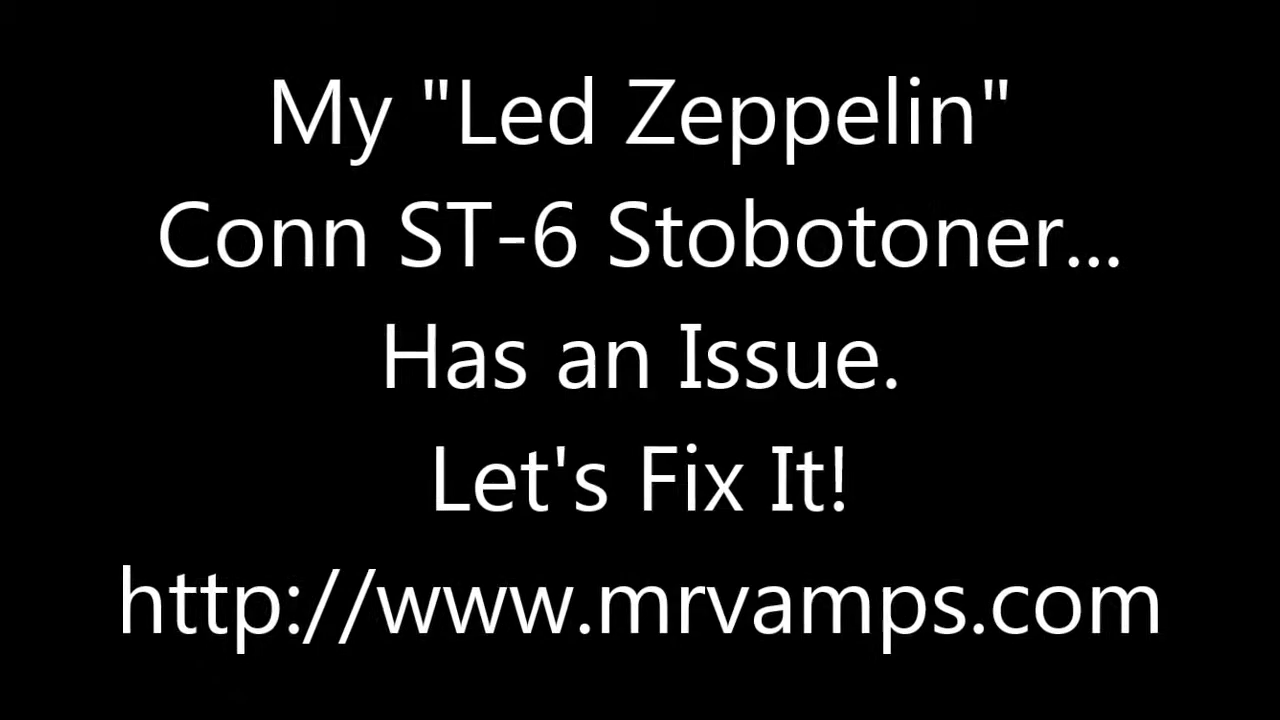 My "Led Zeppelin"
Conn ST-6 Stobotoner...
Has an Issue.
Let's Fix It!
http://www.mrvamps.com